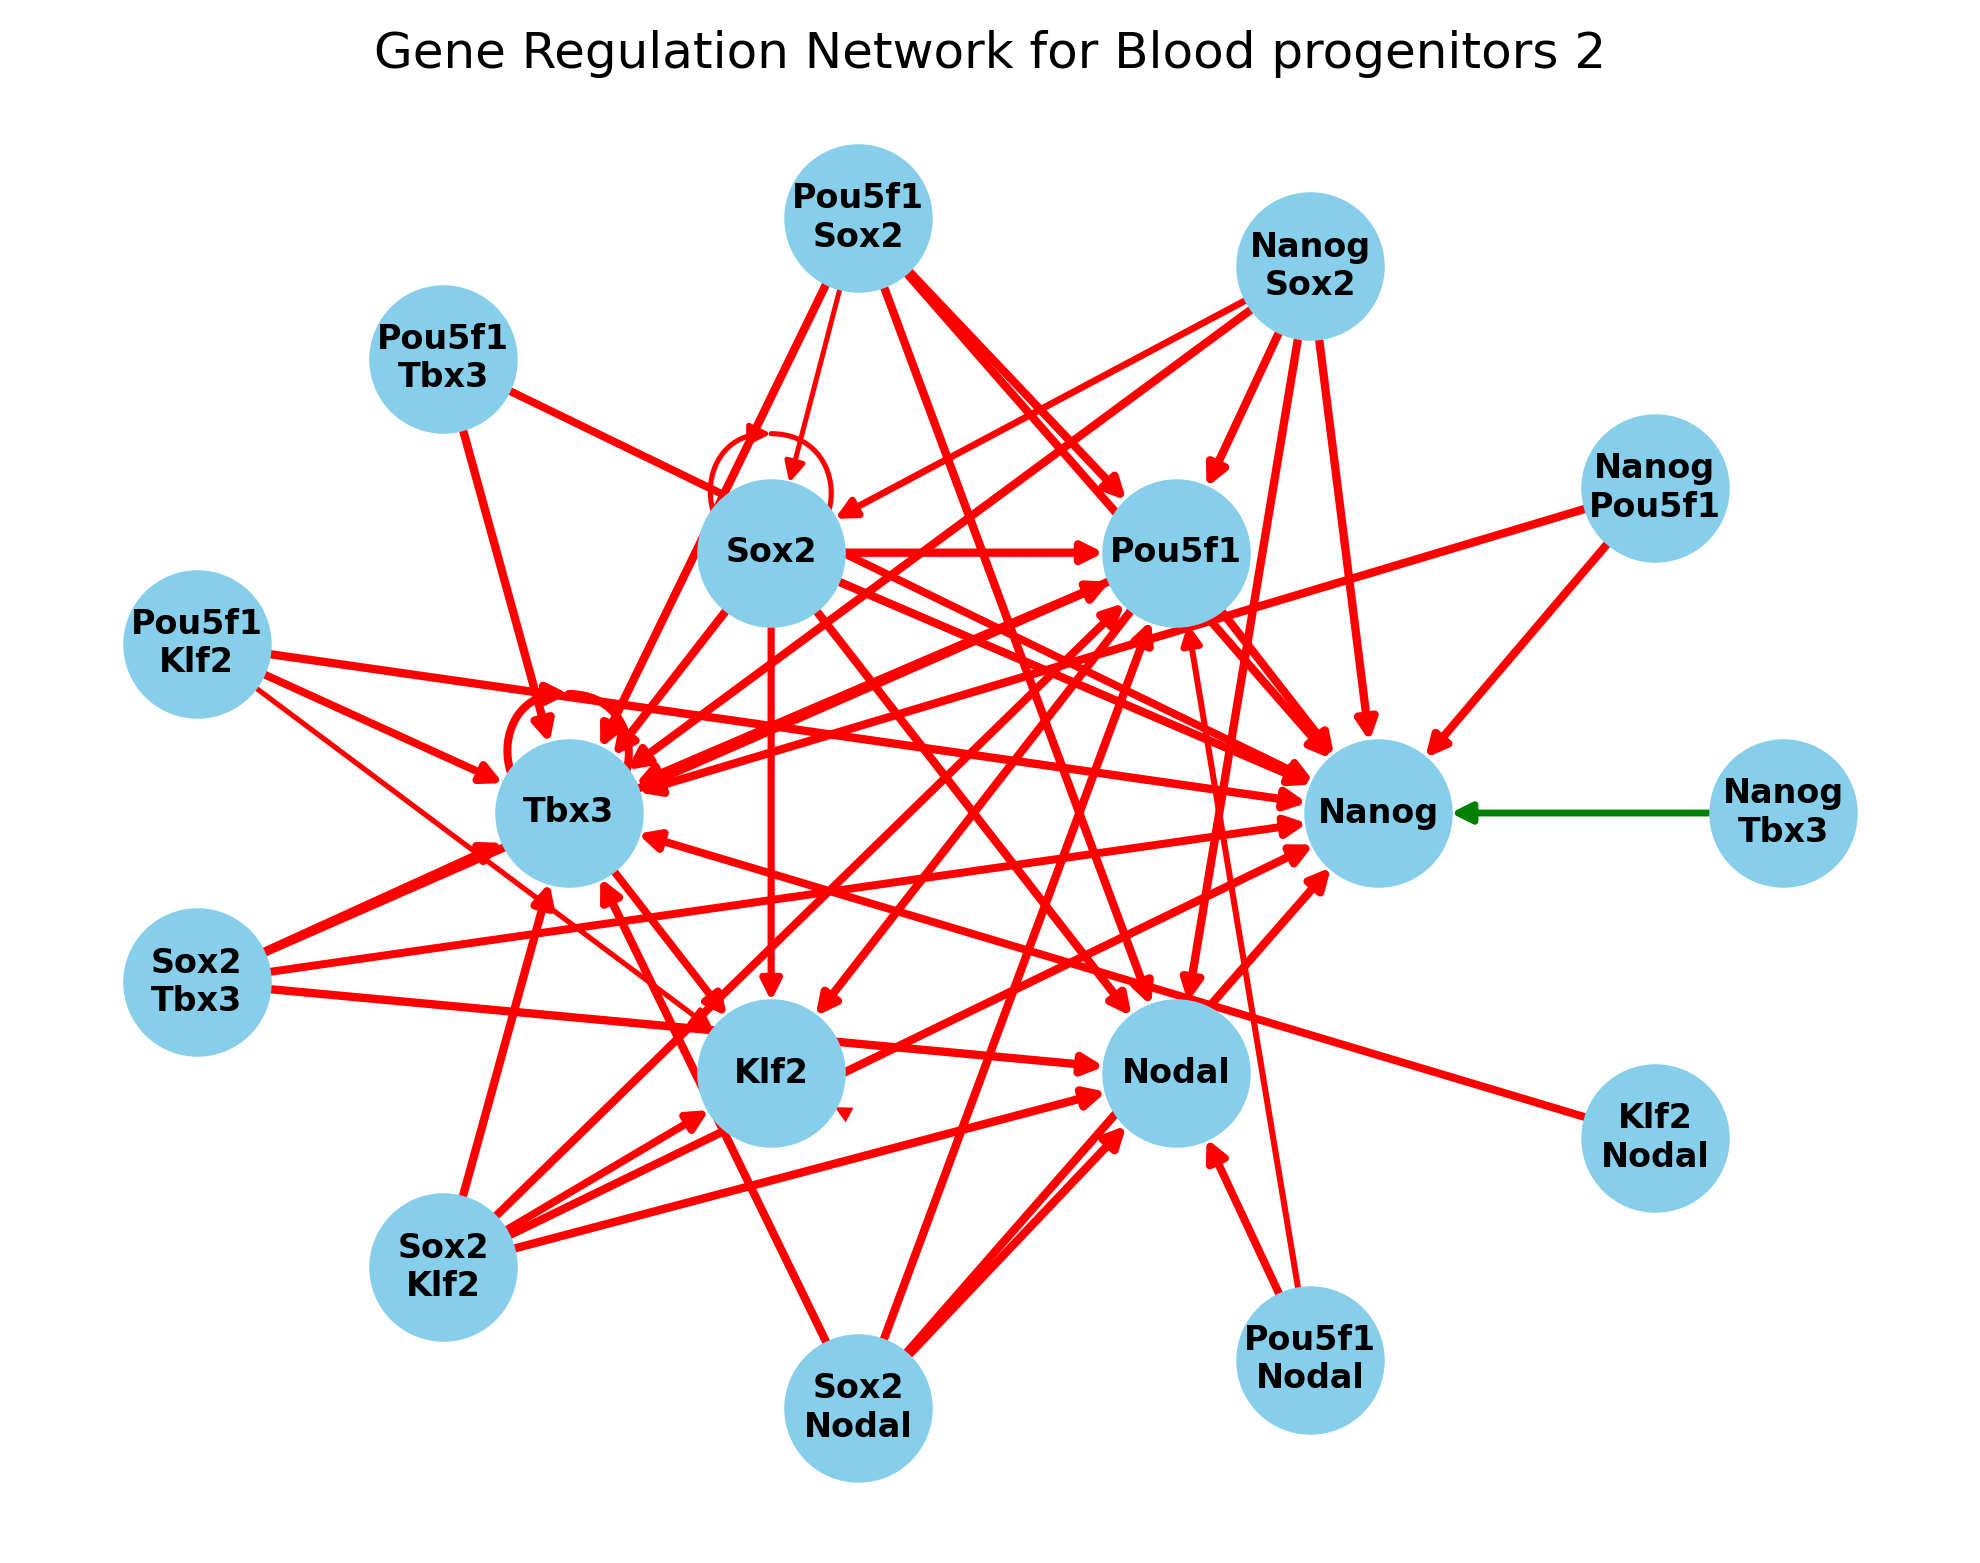 Gene Regulation Network for Blood progenitors 2
Pou5f1
Sox2
Nanog
Sox2
Pou5f1
Tbx3
Nanog
Pou5f1
Sox2
Pou5f1
Pou5f1
Klf2
Tbx3
Nanog
Nanog
Tbx3
Sox2
Tbx3
Klf2
Nodal
Klf2
Nodal
Sox2
Klf2
Pou5f1
Nodal
Sox2
Nodal